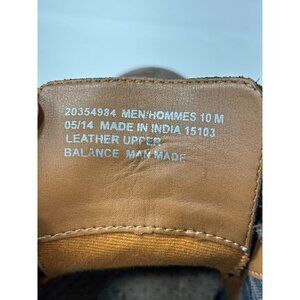 20354984 MEN/HOMMES 10 M
05/14 MADE IN INDIA 15103
LEATHER UPPER
BALANCE MAN MADE